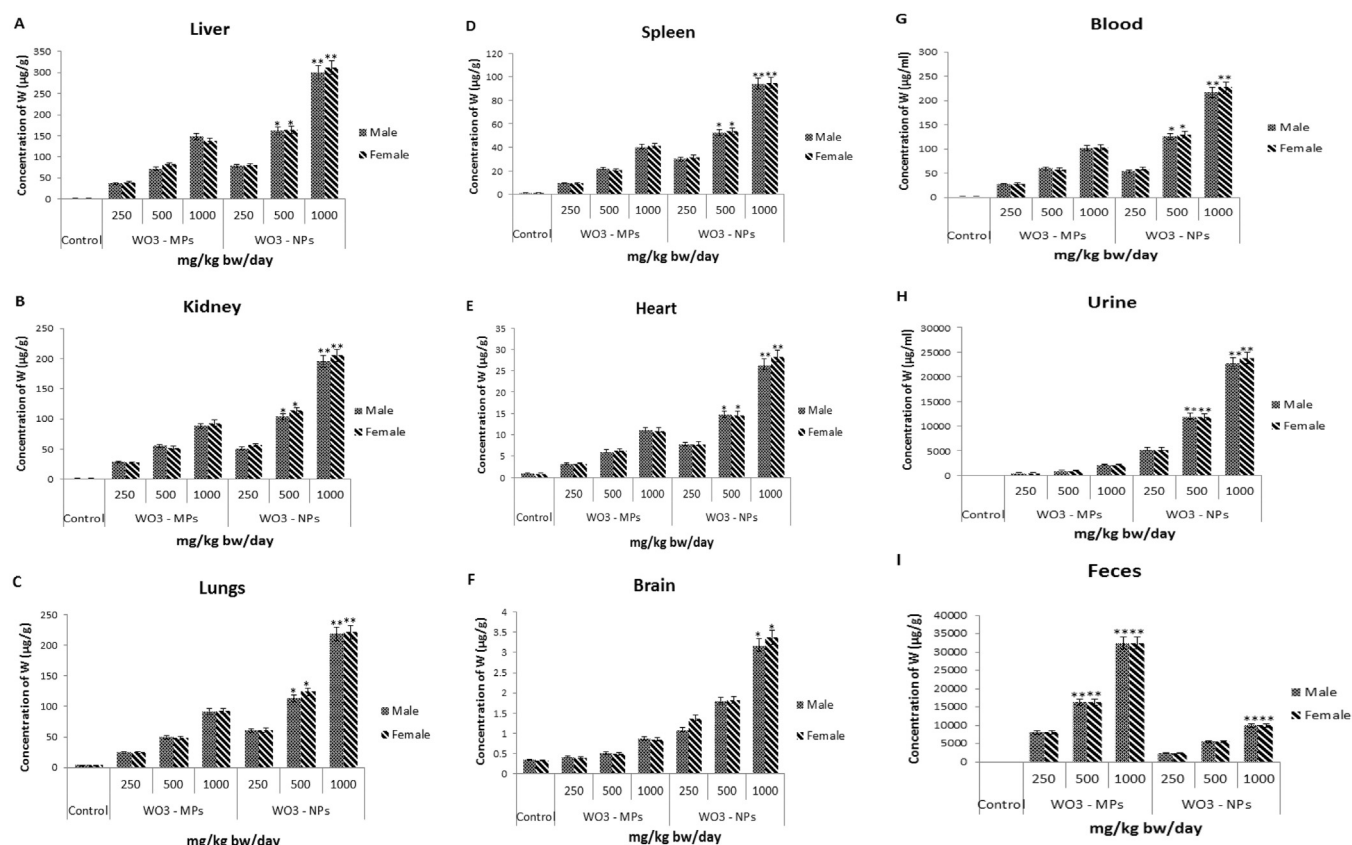 A
Liver
Concentration of W (µg/g)
350
300
250
200
150
100
50
0
** **
* *
Male
Female
250 500 1000 250 500 1000
Control WO3 - MPs WO3 - NPs
mg/kg bw/day
B
Kidney
Concentration of W (µg/g)
250
200
150
100
50
0
** **
* *
Male
Female
250 500 1000 250 500 1000
Control WO3 - MPs WO3 - NPs
mg/kg bw/day
C
Lungs
Concentration of W (µg/g)
250
200
150
100
50
0
** **
* *
Male
Female
250 500 1000 250 500 1000
Control WO3 - MPs WO3 - NPs
mg/kg bw/day
D
Spleen
Concentration of W (µg/g)
120
100
80
60
40
20
0
** **
* *
Male
Female
250 500 1000 250 500 1000
Control WO3 - MPs WO3 - NPs
mg/kg bw/day
E
Heart
Concentration of W (µg/g)
35
30
25
20
15
10
5
0
** **
* *
Male
Female
250 500 1000 250 500 1000
Control WO3 - MPs WO3 - NPs
mg/kg bw/day
F
Brain
Concentration of W (µg/g)
4
3.5
3
2.5
2
1.5
1
0.5
0
* *
Male
Female
250 500 1000 250 500 1000
Control WO3 - MPs WO3 - NPs
mg/kg bw/day
G
Blood
Concentration of W (µg/ml)
300
250
200
150
100
50
0
** **
* *
Male
Female
250 500 1000 250 500 1000
Control WO3 - MPs WO3 - NPs
mg/kg bw/day
H
Urine
Concentration of W (µg/ml)
30000
25000
20000
15000
10000
5000
0
** **
** **
Male
Female
250 500 1000 250 500 1000
Control WO3 - MPs WO3 - NPs
mg/kg bw/day
I
Feces
Concentration of W (µg/g)
40000
35000
30000
25000
20000
15000
10000
5000
0
** **
** **
** **
Male
Female
250 500 1000 250 500 1000
Control WO3 - MPs WO3 - NPs
mg/kg bw/day